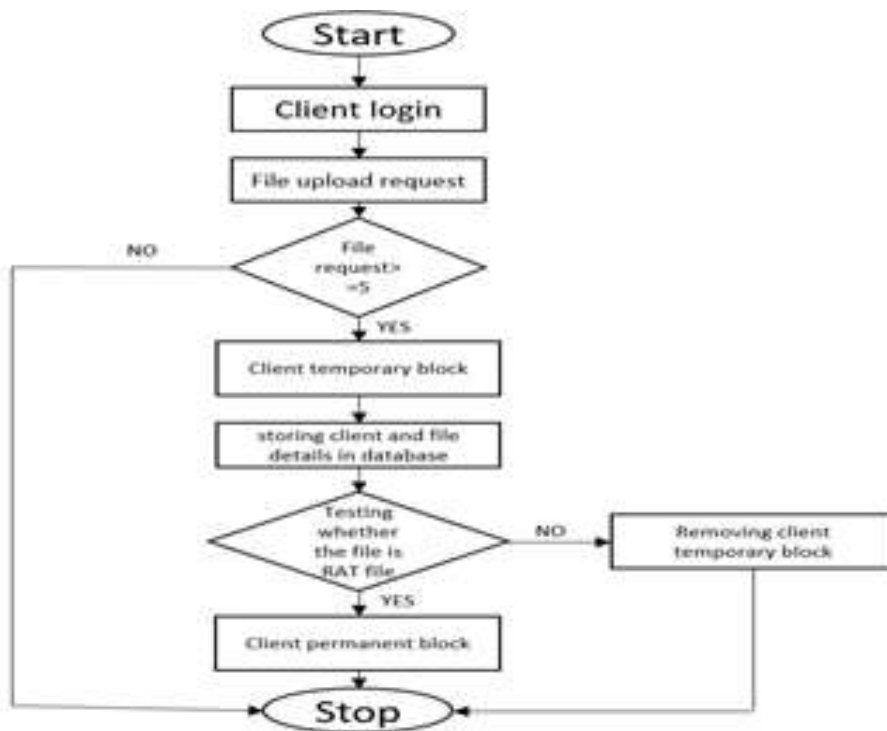 Start
Client login
File upload request
NO
File
request>
=5
YES
Client temporary block
storing client and file
details in database
Testing
whether
the file is
RAT file
NO
Removing client
temporary block
YES
Client permanent block
Stop